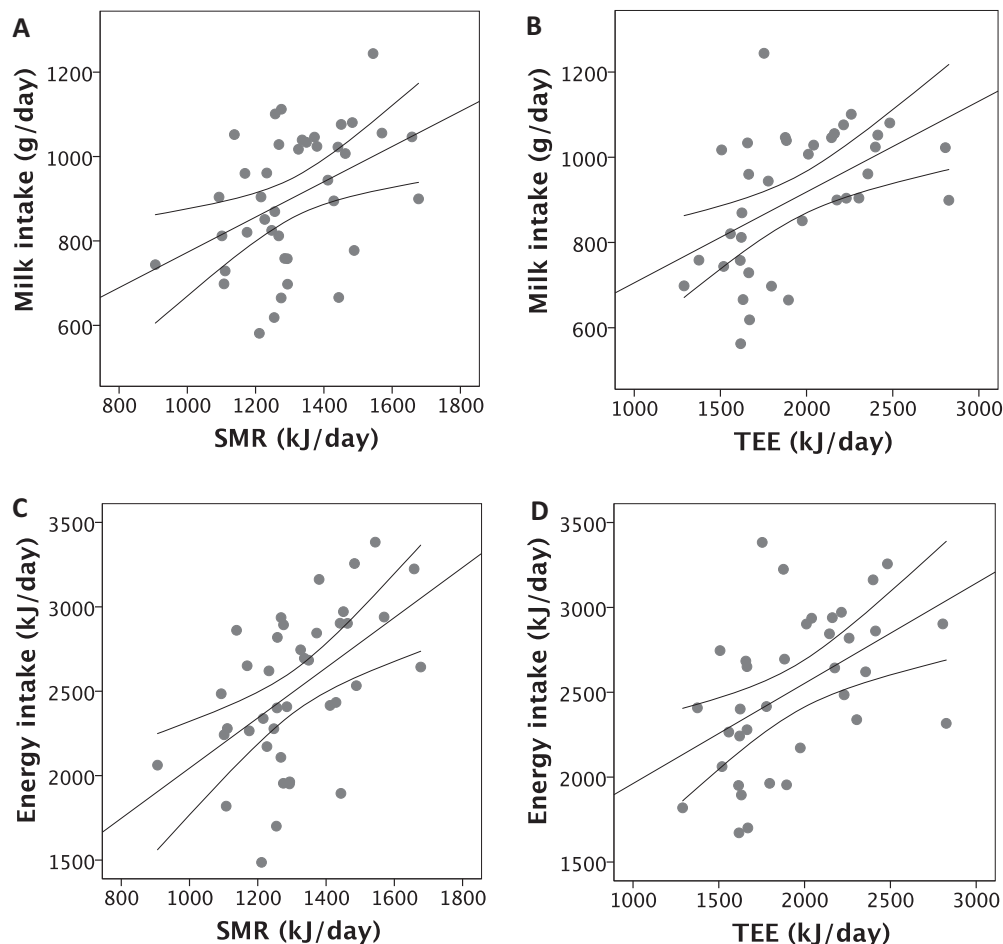 A
Milk intake (g/day)
1200
1000
800
600
800 1000 1200 1400 1600 1800
SMR (kJ/day)
B
Milk intake (g/day)
1200
1000
800
600
1000 1500 2000 2500 3000
TEE (kJ/day)
C
Energy intake (kJ/day)
3500
3000
2500
2000
1500
800 1000 1200 1400 1600 1800
SMR (kJ/day)
D
Energy intake (kJ/day)
3500
3000
2500
2000
1500
1000 1500 2000 2500 3000
TEE (kJ/day)